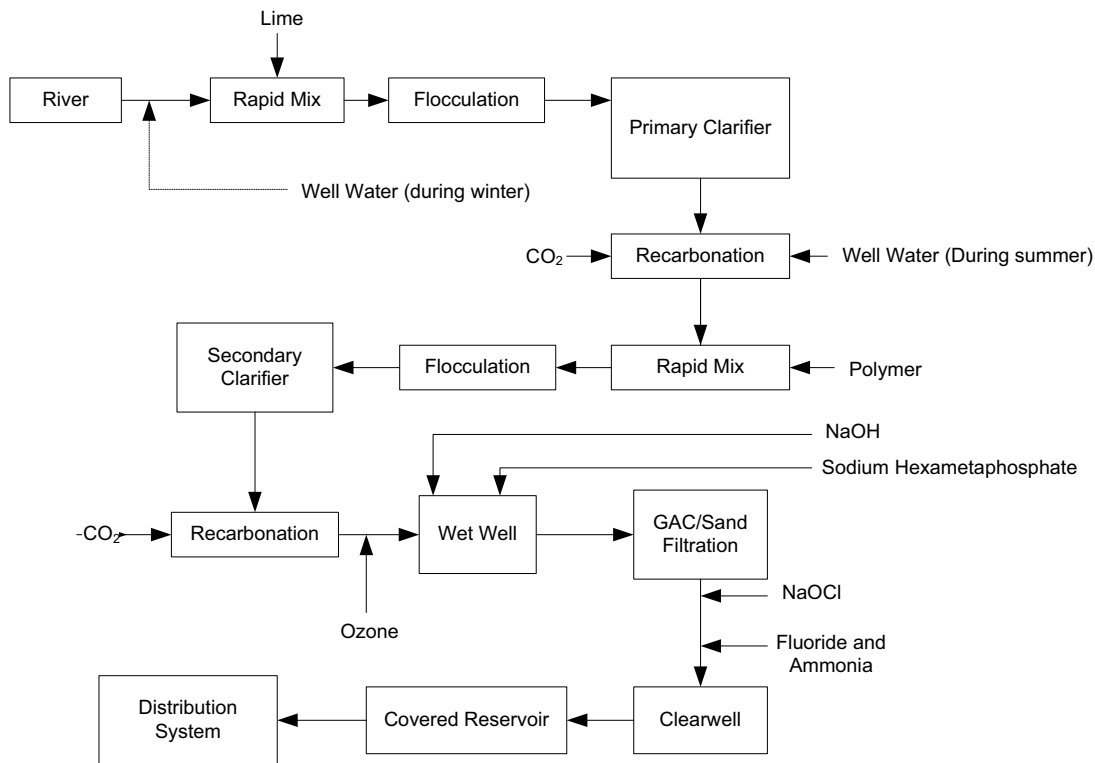 Lime
River
Rapid Mix
Flocculation
Primary Clarifier
Well Water (during winter)
CO₂
Recarbonation
Well Water (During summer)
Secondary
Clarifier
Flocculation
Rapid Mix
Polymer
NaOH
Sodium Hexametaphosphate
CO₂
Recarbonation
Wet Well
GAC/Sand
Filtration
NaOCl
Ozone
Fluoride and
Ammonia
Distribution
System
Covered Reservoir
Clearwell